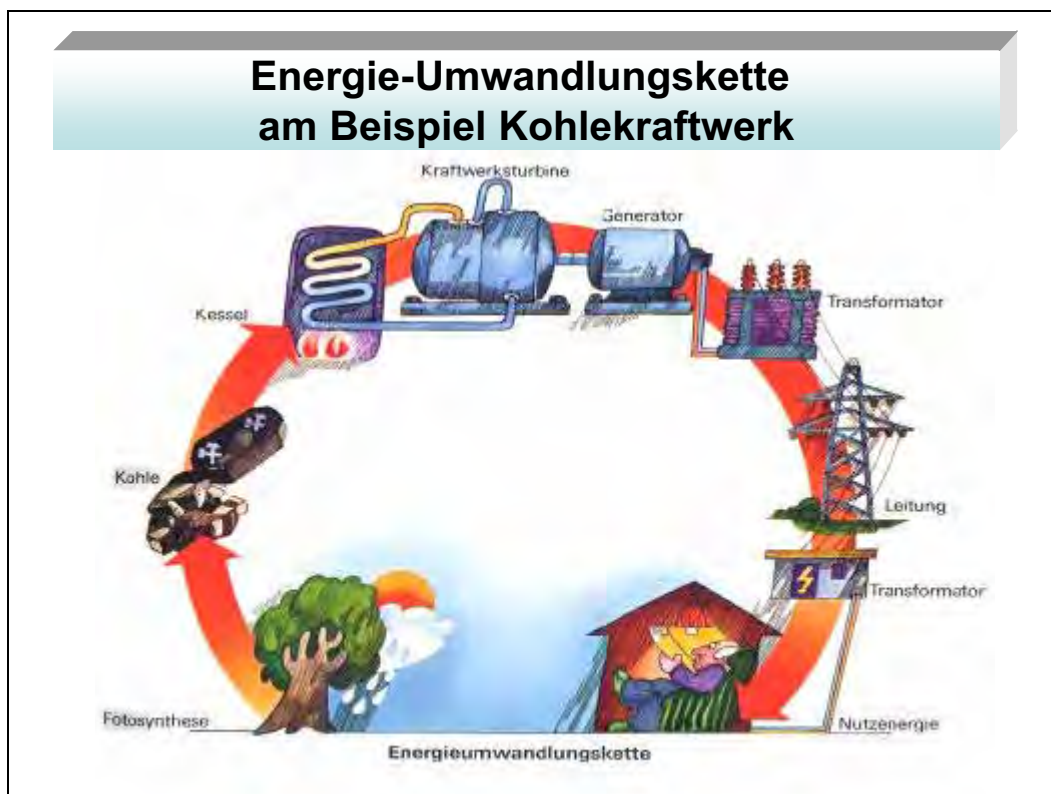 Energie-Umwandlungskette
am Beispiel Kohlekraftwerk
Kraftwerksturbine
Generator
Transformator
Kessel
Kohle
Leitung
Transformator
Fotosynthese
Nutzenergie
Energieumwandlungskette